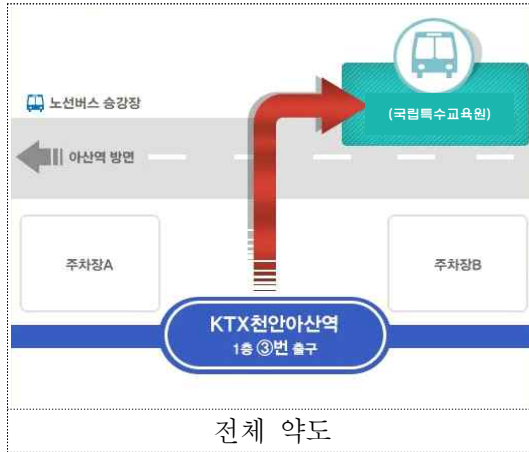 노선버스 승강장
(국립특수교육원)
아산역 방면
주차장A
주차장B
KTX천안아산역
1층 ③번 출구
전체 약도